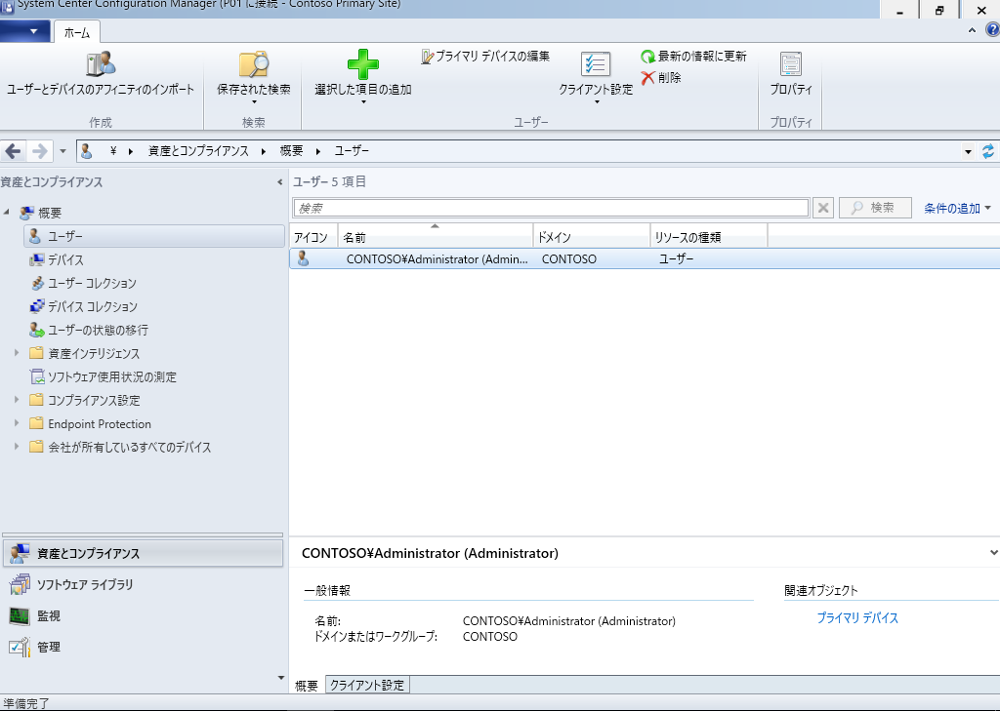 System Center Configuration Manager (P01 に接続 - Contoso Primary Site)
ホーム
ユーザーとデバイスのアフィニティのインポート
保存された検索
選択した項目の追加
プライマリ デバイスの編集
クライアント設定
最新の情報に更新
削除
プロパティ
作成
検索
ユーザー
プロパティ
¥ 資産とコンプライアンス 概要 ユーザー
資産とコンプライアンス
概要
ユーザー
デバイス
ユーザー コレクション
デバイス コレクション
ユーザーの状態の移行
資産インテリジェンス
ソフトウェア使用状況の測定
コンプライアンス設定
Endpoint Protection
会社が所有しているすべてのデバイス
資産とコンプライアンス
ソフトウェア ライブラリ
監視
管理
ユーザー 5 項目
検索
検索
条件の追加
アイコン 名前 ドメイン リソースの種類
CONTOSO¥Administrator (Admin... CONTOSO ユーザー
CONTOSO¥Administrator (Administrator)
一般情報
名前: CONTOSO¥Administrator (Administrator)
ドメインまたはワークグループ: CONTOSO
関連オブジェクト
プライマリ デバイス
概要 クライアント設定
準備完了